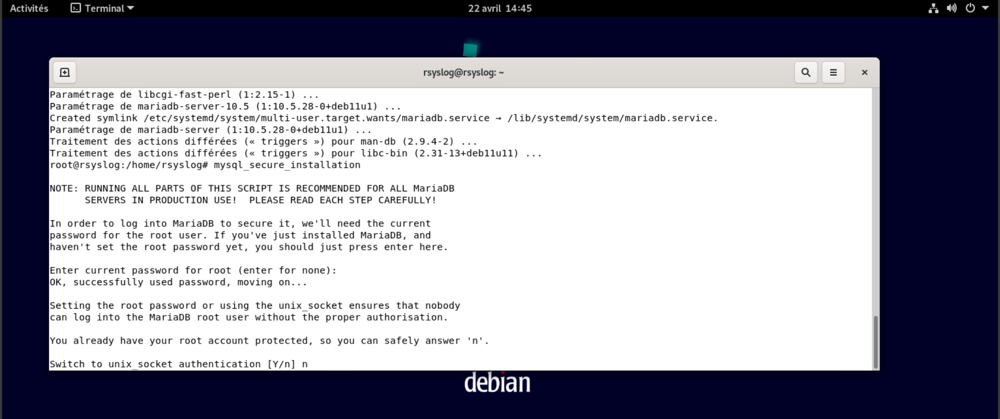 Activités Terminal 22 avril 14:45
rsyslog@rsyslog: ~
Paramétrage de libcgi-fast-perl (1:2.15-1) ...
Paramétrage de mariadb-server-10.5 (1:10.5.28-0+deb11u1) ...
Created symlink /etc/systemd/system/multi-user.target.wants/mariadb.service → /lib/systemd/system/mariadb.service.
Paramétrage de mariadb-server (1:10.5.28-0+deb11u1) ...
Traitement des actions différées (« triggers ») pour man-db (2.9.4-2) ...
Traitement des actions différées (« triggers ») pour libc-bin (2.31-13+deb11u11) ...
root@rsyslog:/home/rsyslog# mysql_secure_installation
NOTE: RUNNING ALL PARTS OF THIS SCRIPT IS RECOMMENDED FOR ALL MariaDB
SERVERS IN PRODUCTION USE!  PLEASE READ EACH STEP CAREFULLY!
In order to log into MariaDB to secure it, we'll need the current
password for the root user. If you've just installed MariaDB, and
haven't set the root password yet, you should just press enter here.
Enter current password for root (enter for none):
OK, successfully used password, moving on...
Setting the root password or using the unix_socket ensures that nobody
can log into the MariaDB root user without the proper authorisation.
You already have your root account protected, so you can safely answer 'n'.
Switch to unix_socket authentication [Y/n] n
debian